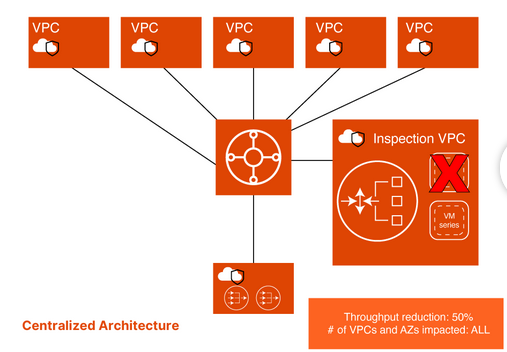 VPC
VPC
VPC
VPC
VPC
Inspection VPC
VM
series
Centralized Architecture
Throughput reduction: 50%
# of VPCs and AZs impacted: ALL